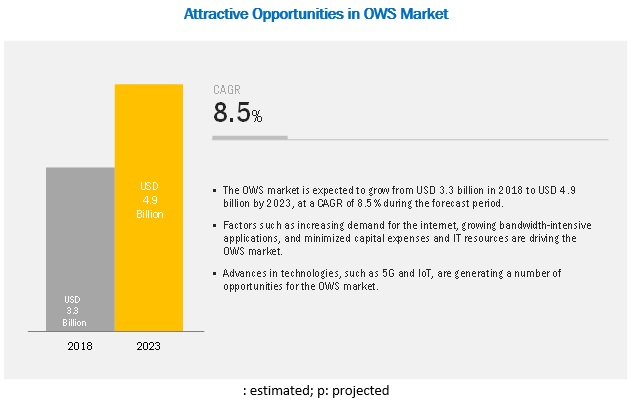 Attractive Opportunities in OWS Market
CAGR
8.5%
USD
4.9
Billion
USD
3.3
Billion
2018
2023
▪ The OWS market is expected to grow from USD 3.3 billion in 2018 to USD 4.9
billion by 2023, at a CAGR of 8.5% during the forecast period.
▪ Factors such as increasing demand for the internet, growing bandwidth-intensive
applications, and minimized capital expenses and IT resources are driving the
OWS market.
▪ Advances in technologies, such as 5G and IoT, are generating a number of
opportunities for the OWS market.
: estimated; p: projected